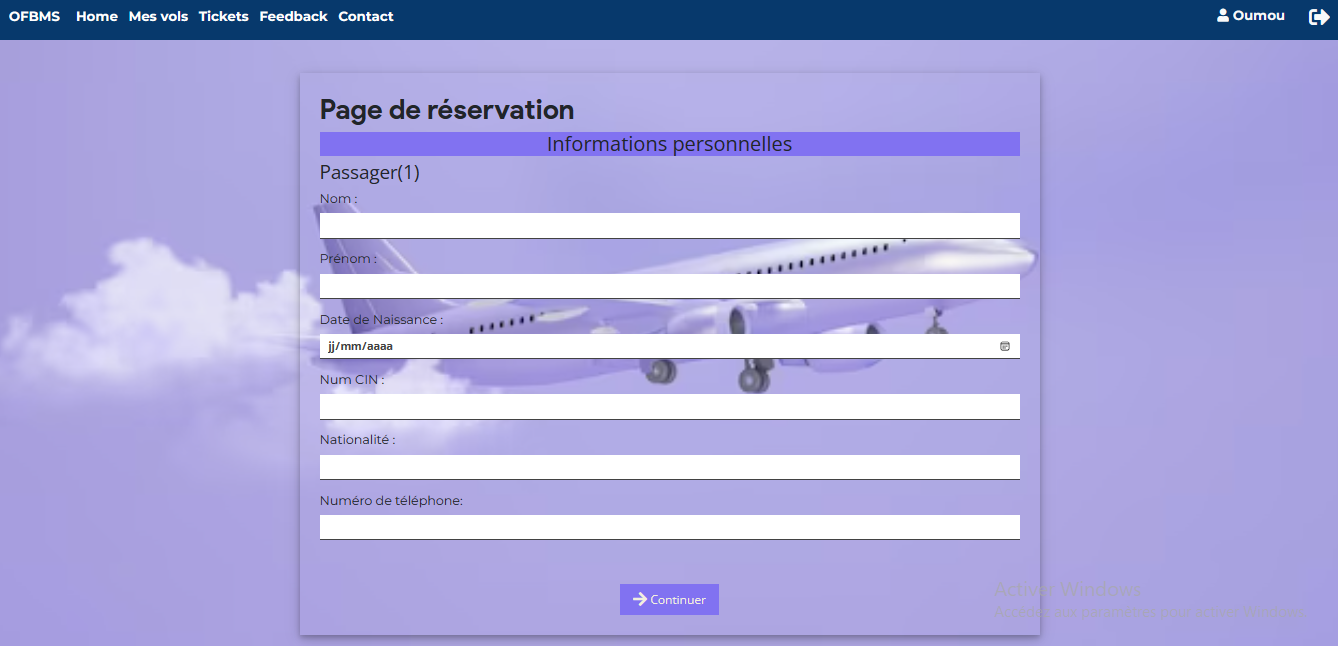 OFBMS Home Mes vols Tickets Feedback Contact Oumou
Page de réservation
Informations personnelles
Passager(1)
Nom :
Prénom :
Date de Naissance :
jj/mm/aaaa
Num CIN :
Nationalité :
Numéro de téléphone:
Continuer
Activer Windows
Accédez aux paramètres pour activer Windows.